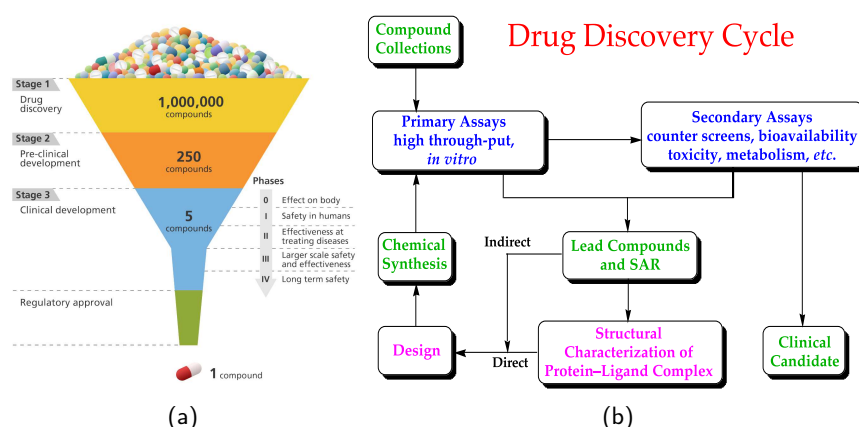 Stage 1
Drug
discovery
1,000,000
compounds
Stage 2
Pre-clinical
development
250
compounds
Stage 3
Clinical development
5
compounds
Phases
0 Effect on body
I Safety in humans
II Effectiveness at
treating diseases
III Larger scale safety
and effectiveness
IV Long term safety
Regulatory approval
1 compound
(a)
Drug Discovery Cycle
Compound
Collections
Primary Assays
high through-put,
in vitro
Secondary Assays
counter screens, bioavailability
toxicity, metabolism, etc.
Chemical
Synthesis
Indirect
Lead Compounds
and SAR
Design
Direct
Structural
Characterization of
Protein–Ligand Complex
Clinical
Candidate
(b)